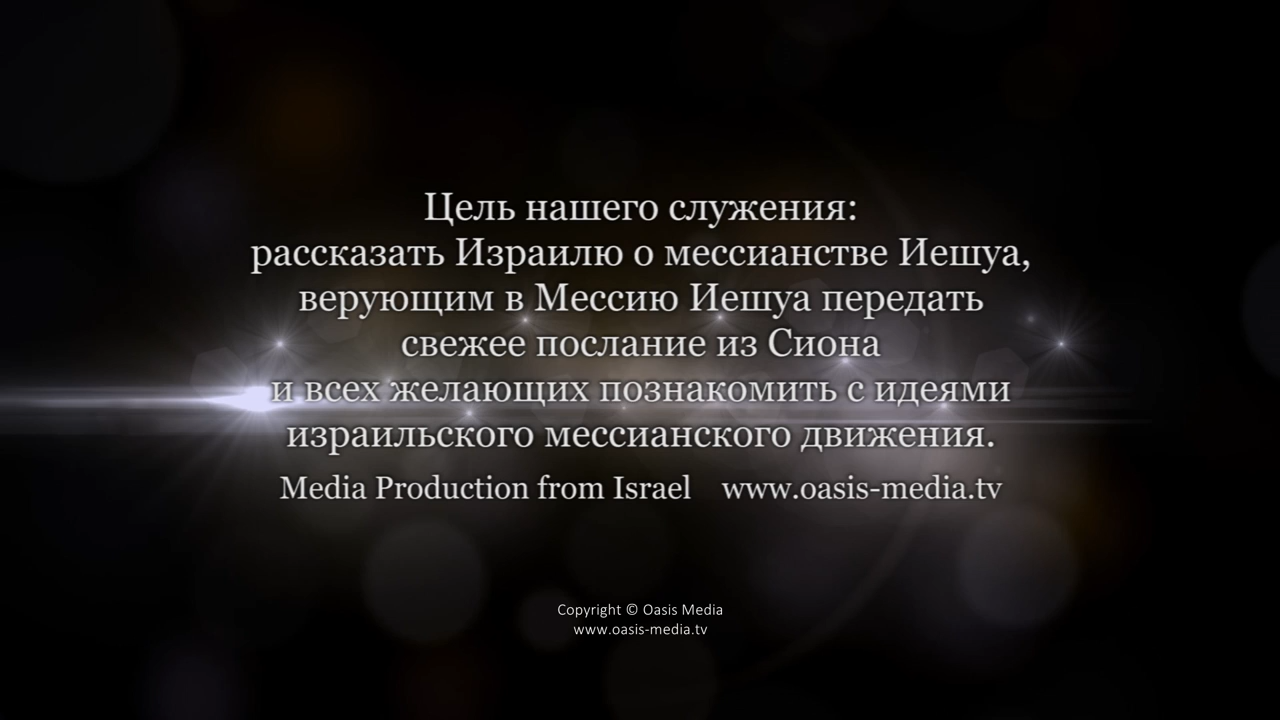 Цель нашего служения:
рассказать Израилю о мессианстве Иешуа,
верующим в Мессию Иешуа передать
свежее послание из Сиона
и всех желающих познакомить с идеями
израильского мессианского движения.
Media Production from Israel www.oasis-media.tv
Copyright © Oasis Media
www.oasis-media.tv